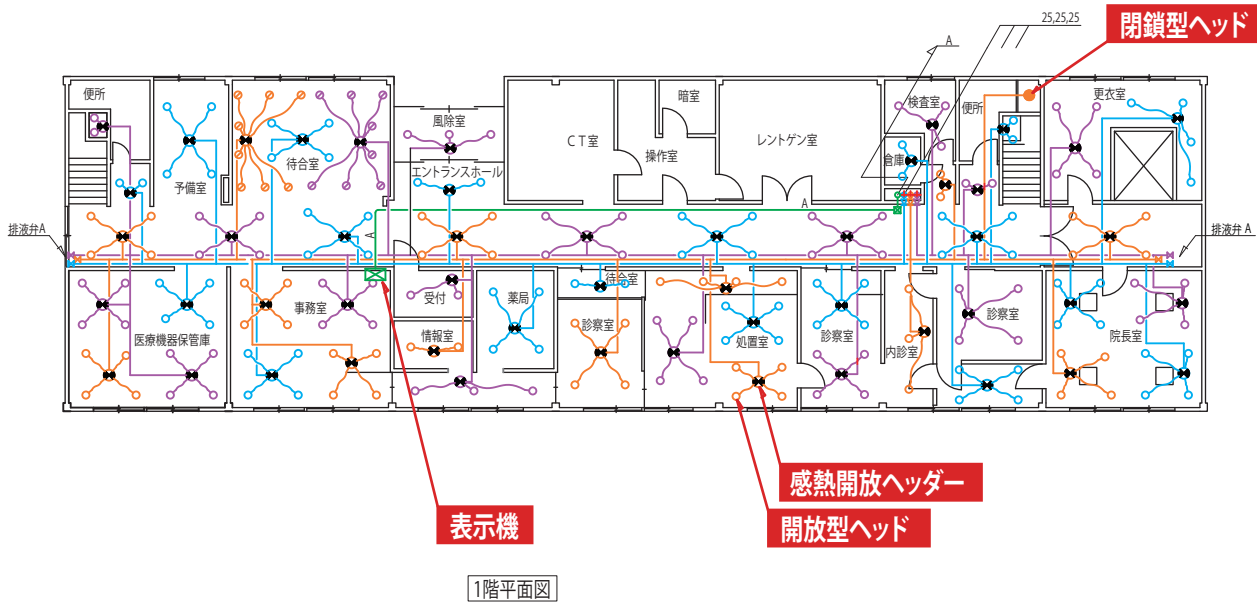 25,25,25
閉鎖型ヘッド
A
便所
風除室
暗室
検査室
便所
更衣室
CT室
操作室
レントゲン室
待合室
予備室
エントランスホール
倉庫
A
A
排液弁A
排液弁 A
受付
薬局
待合室
事務室
医療機器保管庫
情報室
診察室
処置室
診察室
内診室
診察室
院長室
感熱開放ヘッダー
開放型ヘッド
表示機
1階平面図